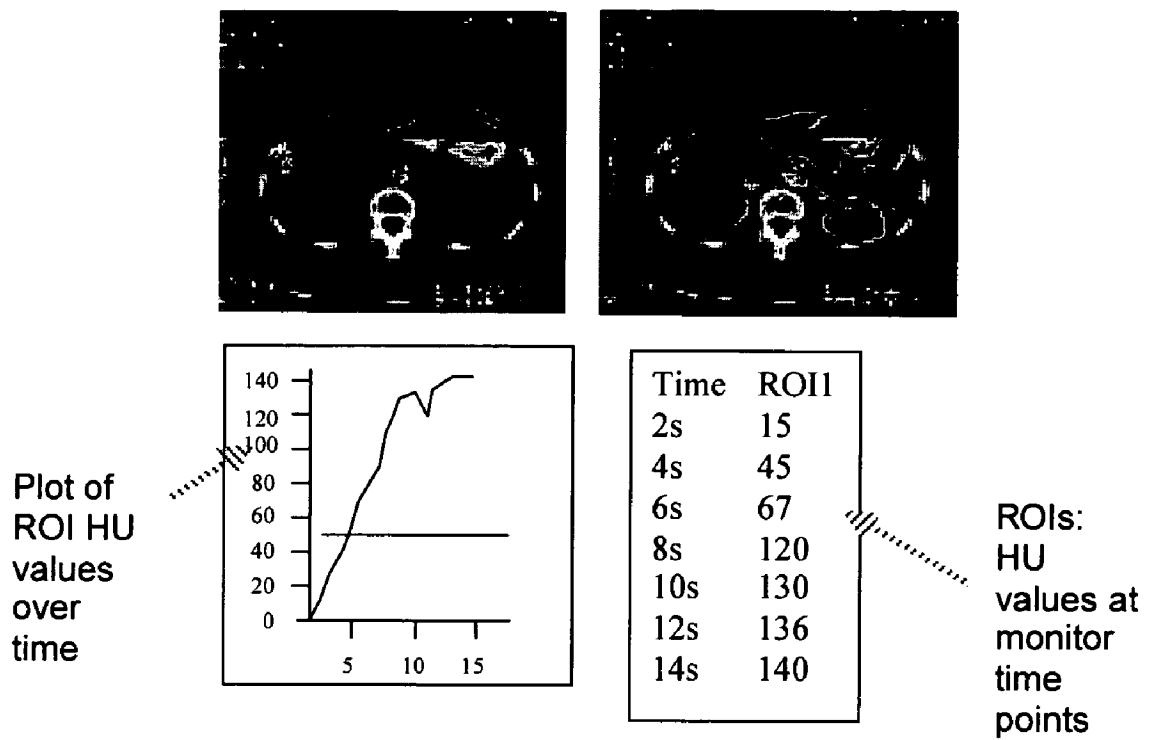 140
120
100
80
60
40
20
0
5 10 15
Plot of
ROI HU
values
over
time
Time ROI1
2s 15
4s 45
6s 67
8s 120
10s 130
12s 136
14s 140
ROIs:
HU
values at
monitor
time
points